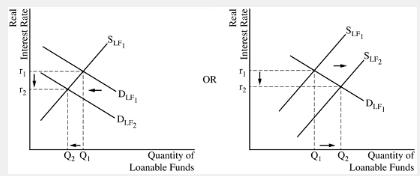 Real
Interest Rate
S_LF1
r1
r2
D_LF1
D_LF2
Q2 Q1
Quantity of
Loanable Funds
OR
Real
Interest Rate
S_LF1
S_LF2
r1
r2
D_LF1
Q1 Q2
Quantity of
Loanable Funds